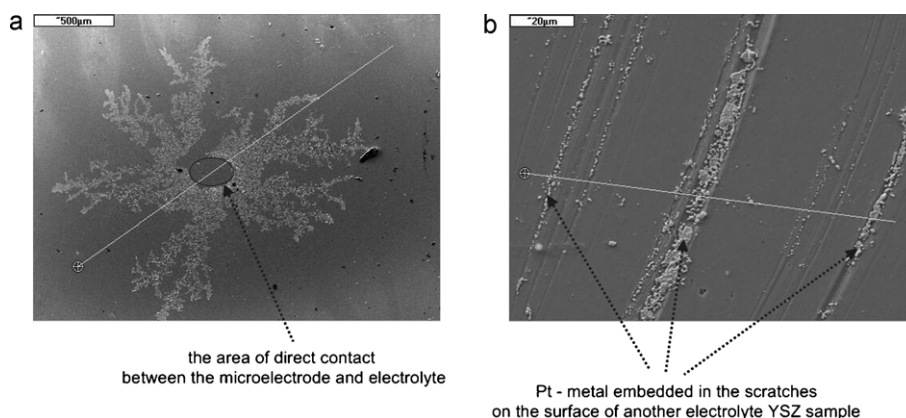 a
~500µm
the area of direct contact
between the microelectrode and electrolyte
b
~20µm
Pt - metal embedded in the scratches
on the surface of another electrolyte YSZ sample